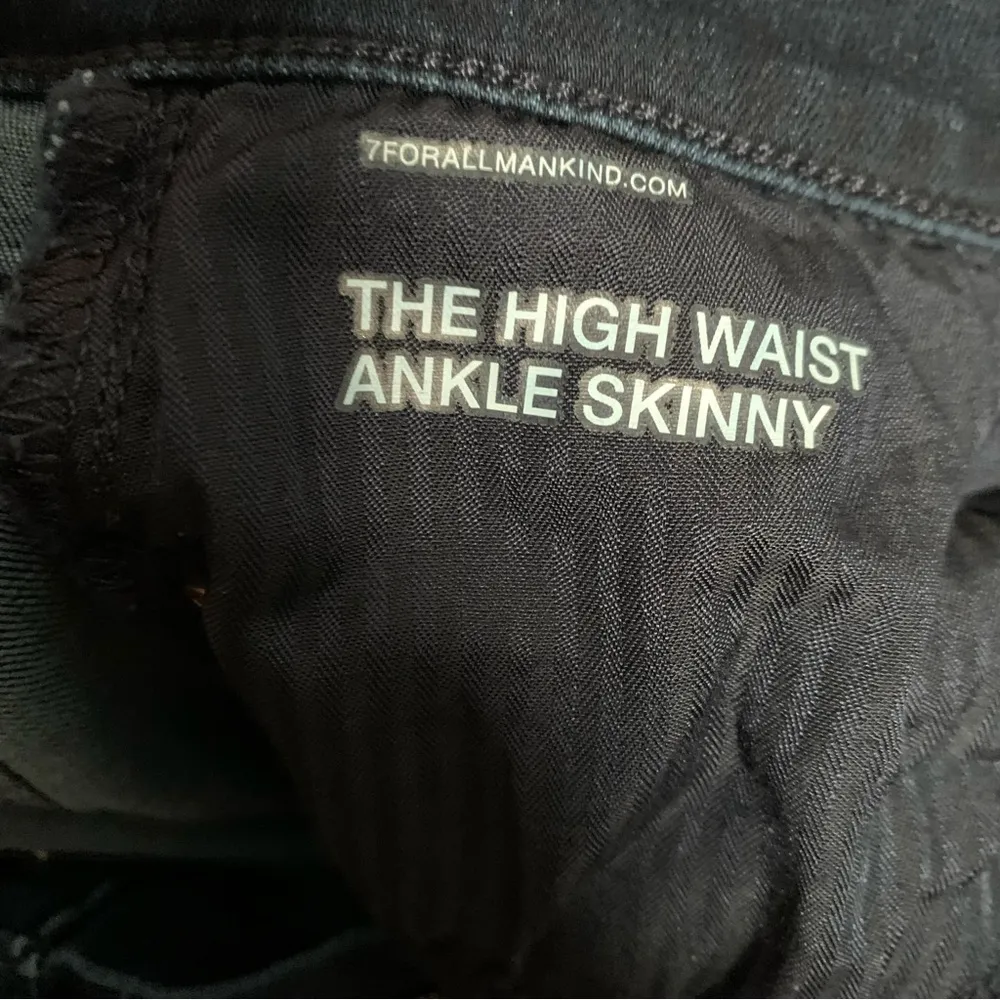 7FORALLMANKIND.COM
THE HIGH WAIST
ANKLE SKINNY